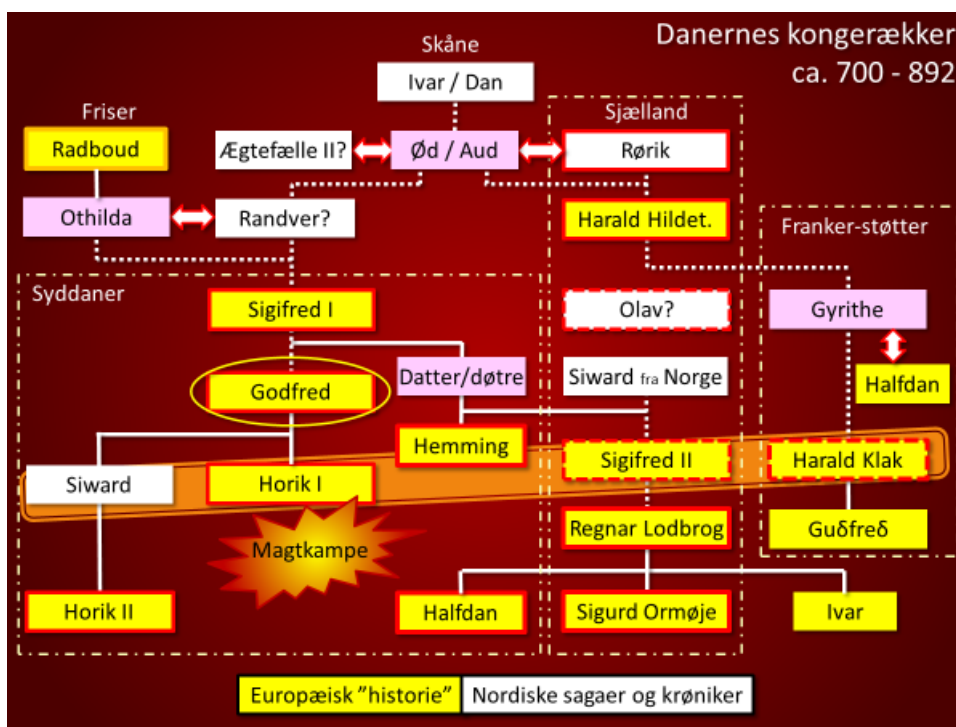 Danernes kongerækker
ca. 700 - 892
Skåne
Ivar / Dan
Friser
Sjælland
Radboud
Ægtefælle II?
Ød / Aud
Rørik
Othilda
Randver?
Harald Hildet.
Franker-støtter
Syddaner
Sigifred I
Olav?
Gyrithe
Godfred
Datter/døtre
Siward fra Norge
Halfdan
Hemming
Siward
Horik I
Sigifred II
Harald Klak
Magtkampe
Regnar Lodbrog
Guδfreδ
Horik II
Halfdan
Sigurd Ormøje
Ivar
Europæisk ”historie”
Nordiske sagaer og krøniker